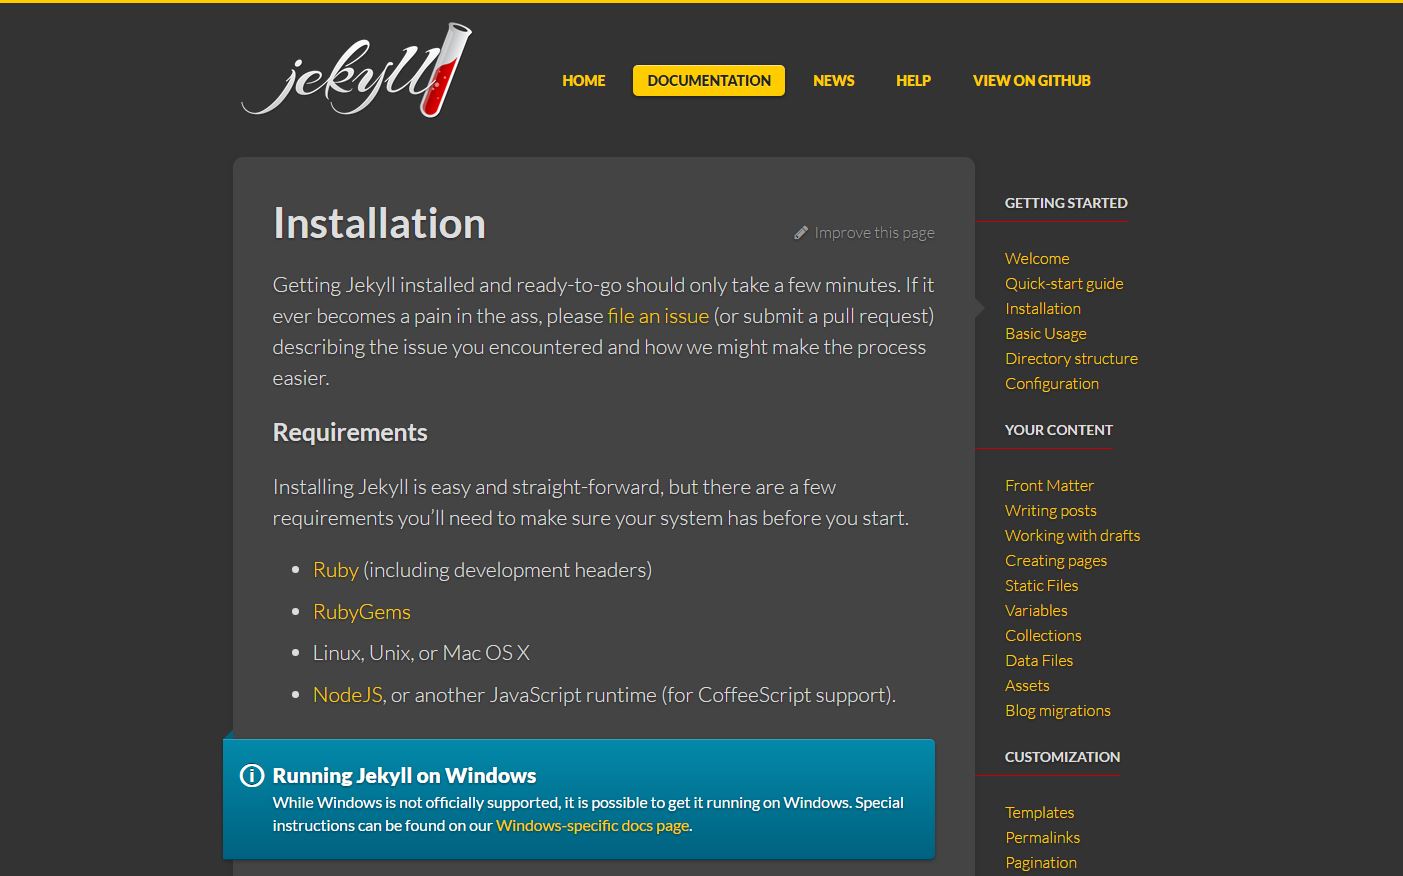 jekyll
HOME
DOCUMENTATION
NEWS
HELP
VIEW ON GITHUB
Installation
Improve this page
Getting Jekyll installed and ready-to-go should only take a few minutes. If it
ever becomes a pain in the ass, please file an issue (or submit a pull request)
describing the issue you encountered and how we might make the process
easier.
Requirements
Installing Jekyll is easy and straight-forward, but there are a few
requirements you’ll need to make sure your system has before you start.
• Ruby (including development headers)
• RubyGems
• Linux, Unix, or Mac OS X
• NodeJS, or another JavaScript runtime (for CoffeeScript support).
Running Jekyll on Windows
While Windows is not officially supported, it is possible to get it running on Windows. Special
instructions can be found on our Windows-specific docs page.
GETTING STARTED
Welcome
Quick-start guide
Installation
Basic Usage
Directory structure
Configuration
YOUR CONTENT
Front Matter
Writing posts
Working with drafts
Creating pages
Static Files
Variables
Collections
Data Files
Assets
Blog migrations
CUSTOMIZATION
Templates
Permalinks
Pagination